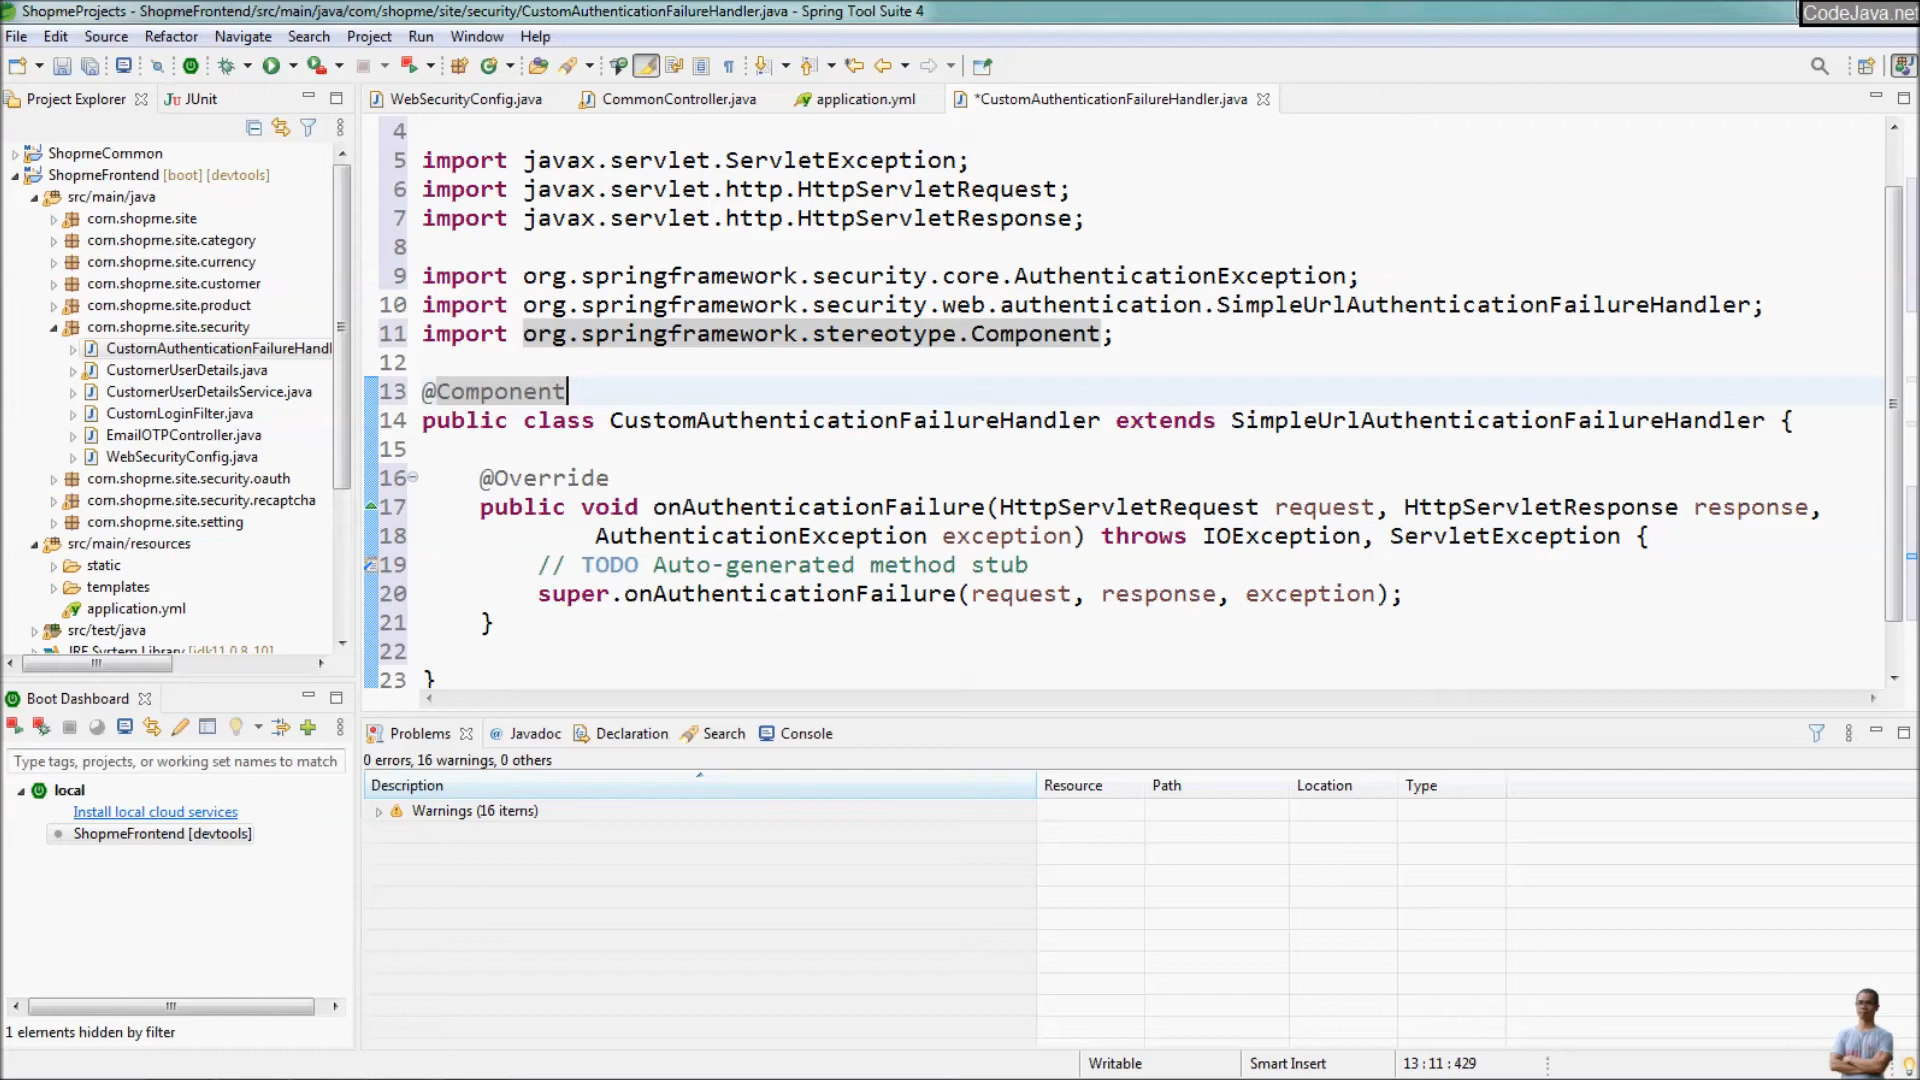 ShopmeProjects - ShopmeFrontend/src/main/java/com/shopme/site/security/CustomAuthenticationFailureHandler.java - Spring Tool Suite 4
CodeJava.net
File Edit Source Refactor Navigate Search Project Run Window Help
Project Explorer JUnit
ShopmeCommon
ShopmeFrontend [boot] [devtools]
src/main/java
com.shopme.site
com.shopme.site.category
com.shopme.site.currency
com.shopme.site.customer
com.shopme.site.product
com.shopme.site.security
CustomAuthenticationFailureHandl
CustomerUserDetails.java
CustomerUserDetailsService.java
CustomLoginFilter.java
EmailOTPController.java
WebSecurityConfig.java
com.shopme.site.security.oauth
com.shopme.site.security.recaptcha
com.shopme.site.setting
src/main/resources
static
templates
application.yml
src/test/java
JRE System Library [jdk11.0.8_10]
WebSecurityConfig.java CommonController.java application.yml *CustomAuthenticationFailureHandler.java
4
5 import javax.servlet.ServletException;
6 import javax.servlet.http.HttpServletRequest;
7 import javax.servlet.http.HttpServletResponse;
8
9 import org.springframework.security.core.AuthenticationException;
10 import org.springframework.security.web.authentication.SimpleUrlAuthenticationFailureHandler;
11 import org.springframework.stereotype.Component;
12
13 @Component
14 public class CustomAuthenticationFailureHandler extends SimpleUrlAuthenticationFailureHandler {
15
16 @Override
17 public void onAuthenticationFailure(HttpServletRequest request, HttpServletResponse response,
18 AuthenticationException exception) throws IOException, ServletException {
19 // TODO Auto-generated method stub
20 super.onAuthenticationFailure(request, response, exception);
21 }
22
23 }
Boot Dashboard
Type tags, projects, or working set names to match
local
Install local cloud services
ShopmeFrontend [devtools]
1 elements hidden by filter
Problems @ Javadoc Declaration Search Console
0 errors, 16 warnings, 0 others
Description Resource Path Location Type
Warnings (16 items)
Writable Smart Insert 13 : 11 : 429